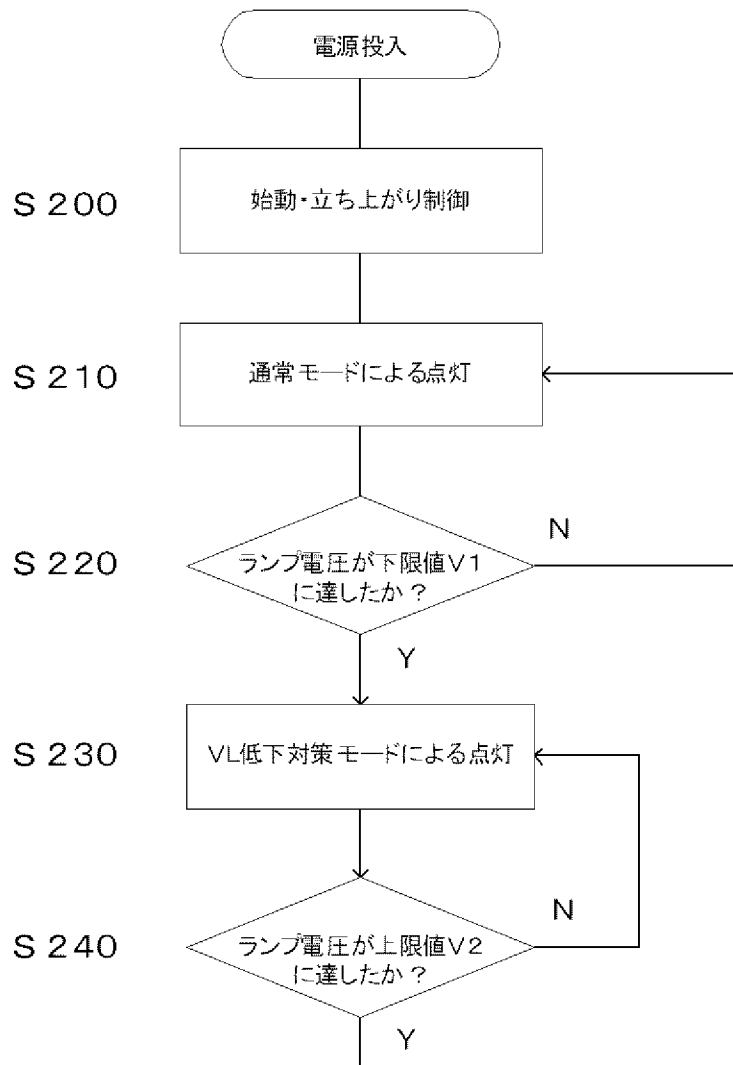 電源投入
S200
始動・立ち上がり制御
S210
通常モードによる点灯
S220
ランプ電圧が下限値V1
に達したか?
N
Y
S230
VL低下対策モードによる点灯
S240
ランプ電圧が上限値V2
に達したか?
N
Y